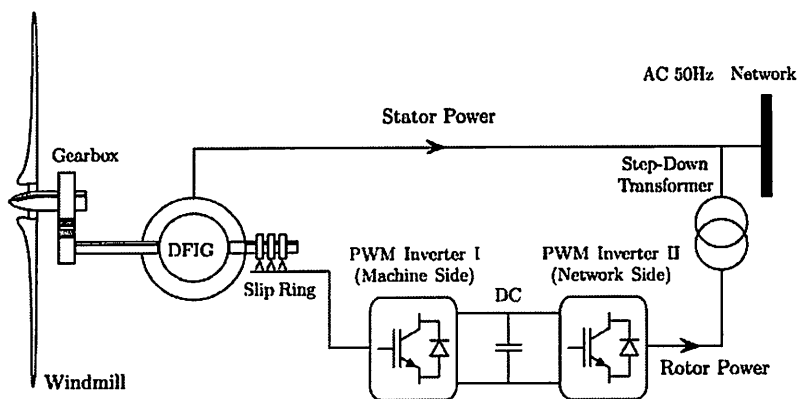 AC 50Hz Network
Stator Power
Gearbox
Step-Down
Transformer
DFIG
PWM Inverter I
(Machine Side)
PWM Inverter II
(Network Side)
Slip Ring
DC
Rotor Power
Windmill